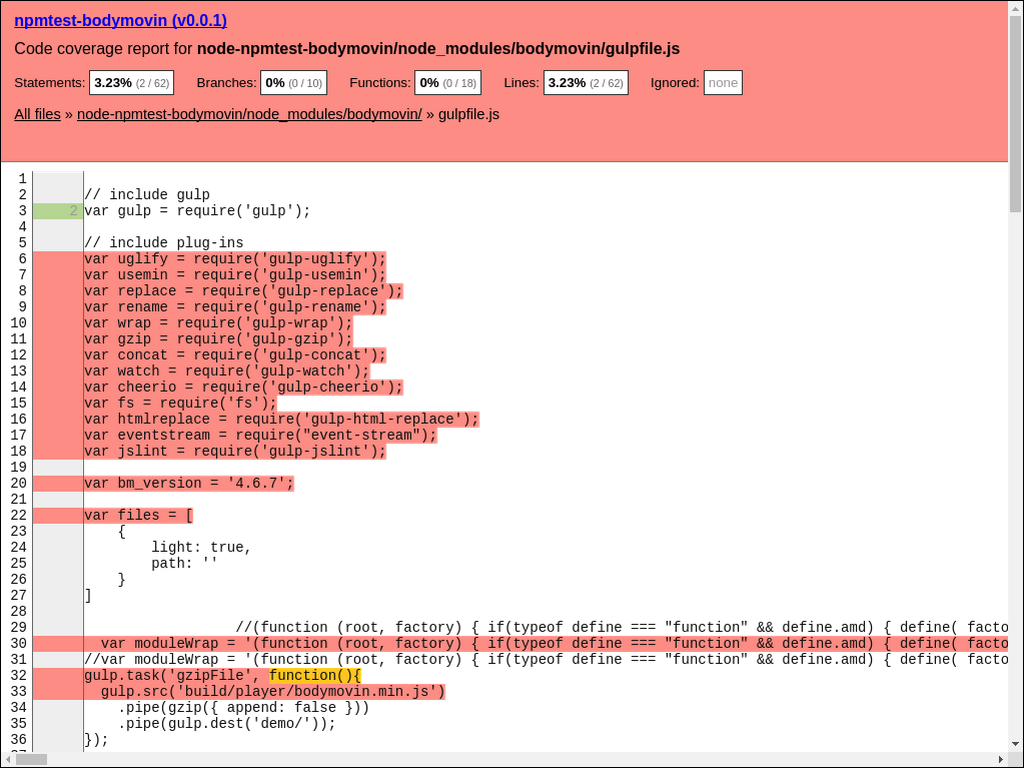 npmtest-bodymovin (v0.0.1)
Code coverage report for node-npmtest-bodymovin/node_modules/bodymovin/gulpfile.js
Statements: 3.23% (2 / 62) Branches: 0% (0 / 10) Functions: 0% (0 / 18) Lines: 3.23% (2 / 62) Ignored: none
All files » node-npmtest-bodymovin/node_modules/bodymovin/ » gulpfile.js
1
2 // include gulp
3 2 var gulp = require('gulp');
4
5 // include plug-ins
6 var uglify = require('gulp-uglify');
7 var usemin = require('gulp-usemin');
8 var replace = require('gulp-replace');
9 var rename = require('gulp-rename');
10 var wrap = require('gulp-wrap');
11 var gzip = require('gulp-gzip');
12 var concat = require('gulp-concat');
13 var watch = require('gulp-watch');
14 var cheerio = require('gulp-cheerio');
15 var fs = require('fs');
16 var htmlreplace = require('gulp-html-replace');
17 var eventstream = require("event-stream");
18 var jslint = require('gulp-jslint');
19
20 var bm_version = '4.6.7';
21
22 var files = [
23     {
24         light: true,
25         path: ''
26     }
27 ]
28
29                   //(function (root, factory) { if(typeof define === "function" && define.amd) { define( facto
30   var moduleWrap = '(function (root, factory) { if(typeof define === "function" && define.amd) { define( facto
31 //var moduleWrap = '(function (root, factory) { if(typeof define === "function" && define.amd) { define( facto
32 gulp.task('gzipFile', function(){
33   gulp.src('build/player/bodymovin.min.js')
34     .pipe(gzip({ append: false }))
35     .pipe(gulp.dest('demo/'));
36 });